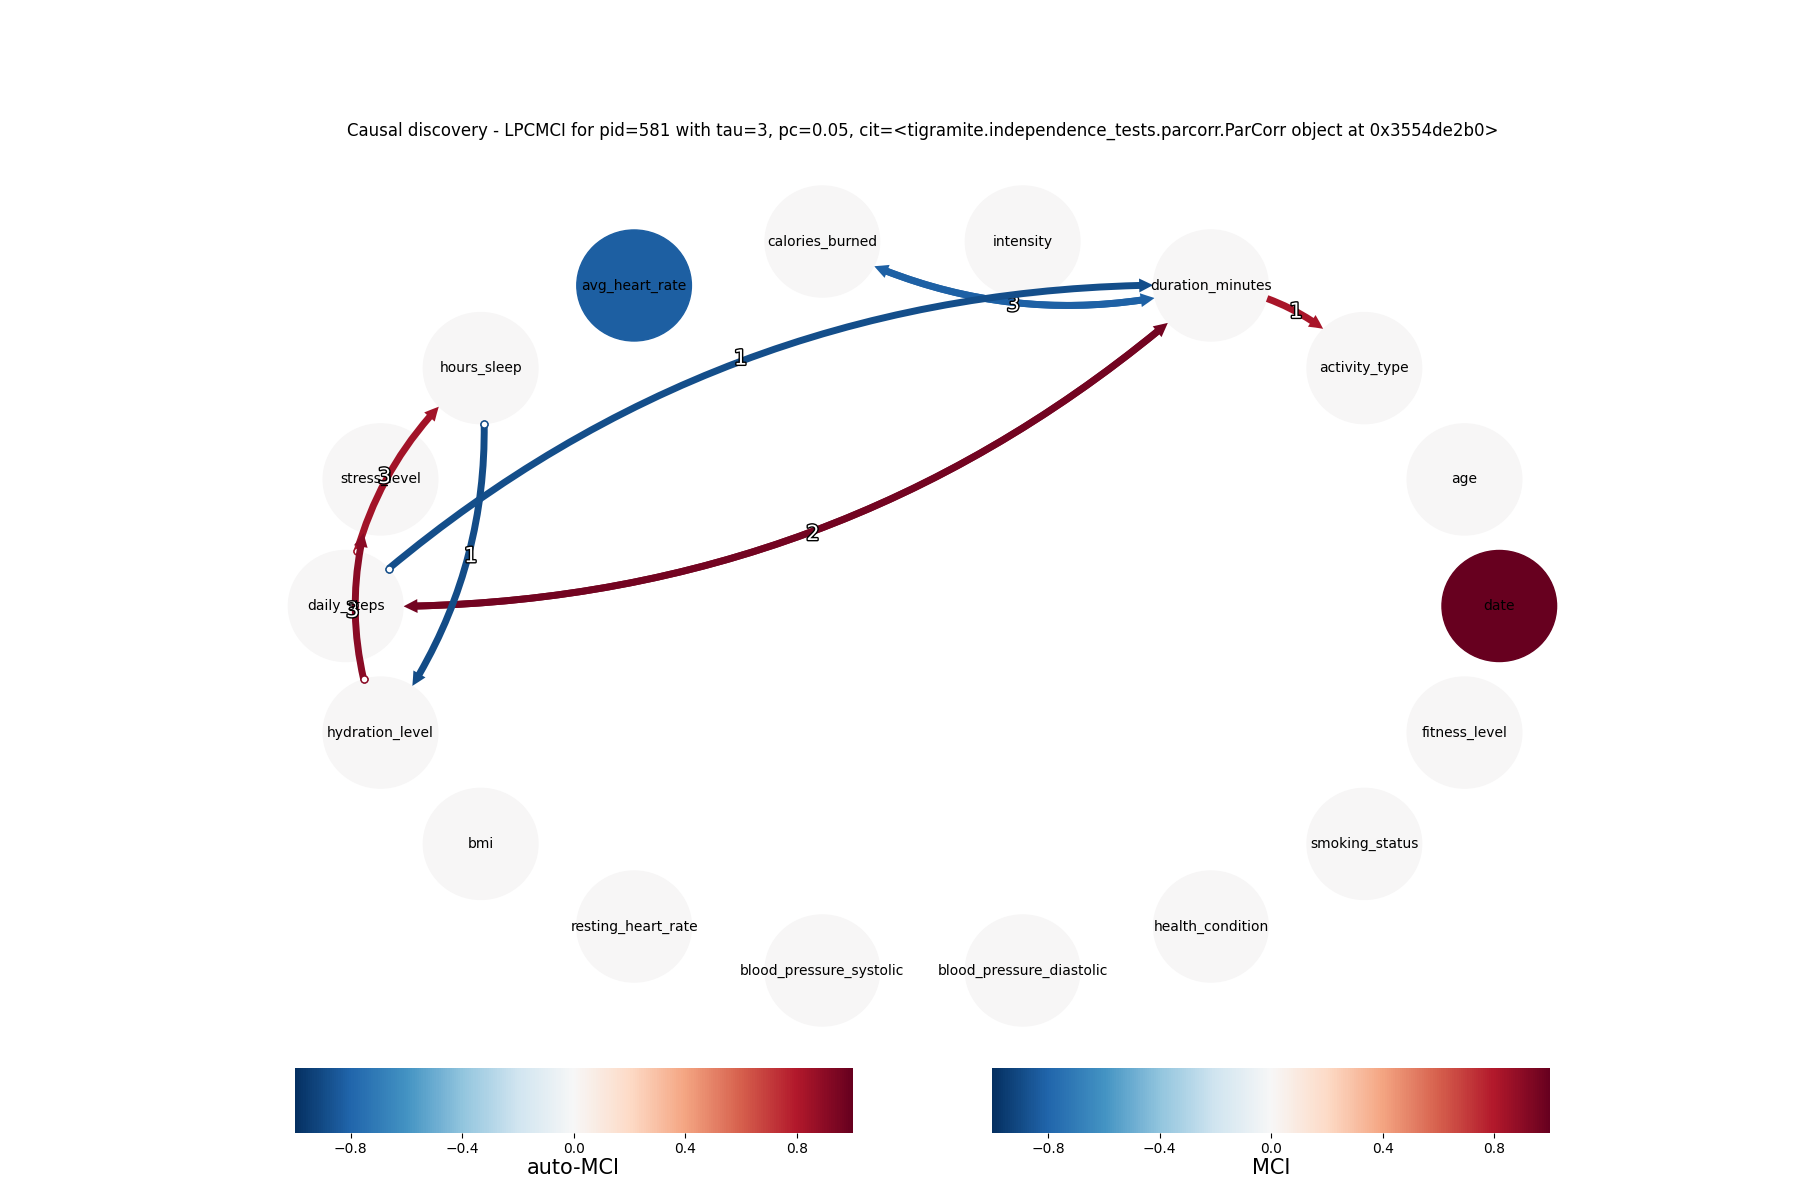 Causal discovery - LPCMCI for pid=581 with tau=3, pc=0.05, cit=<tigramite.independence_tests.parcorr.ParCorr object at 0x3554de2b0>
calories_burned
intensity
avg_heart_rate
duration_minutes
3
1
1
hours_sleep
activity_type
stress_level
3
age
2
1
daily_steps
3
date
hydration_level
fitness_level
bmi
smoking_status
resting_heart_rate
health_condition
blood_pressure_systolic
blood_pressure_diastolic
−0.8 −0.4 0.0 0.4 0.8
auto-MCI
−0.8 −0.4 0.0 0.4 0.8
MCI